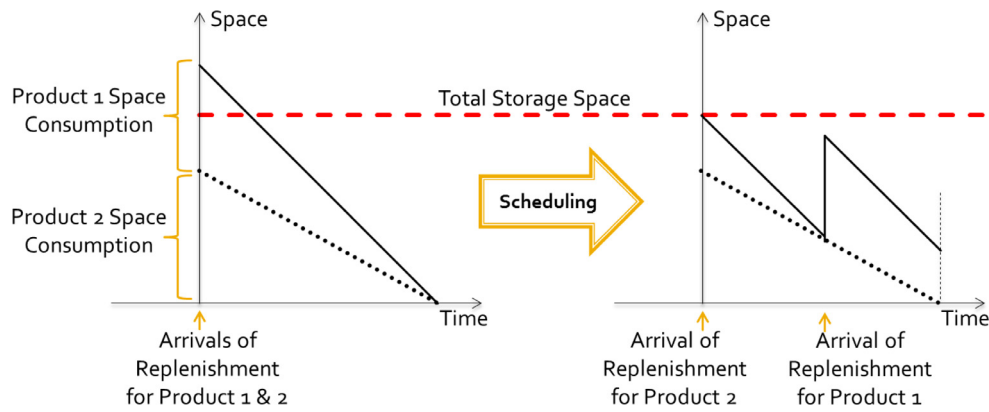 Space
Product 1 Space
Consumption
Product 2 Space
Consumption
Time
Arrivals of
Replenishment
for Product 1 & 2
Total Storage Space
Scheduling
Space
Time
Arrival of
Replenishment
for Product 2
Arrival of
Replenishment
for Product 1